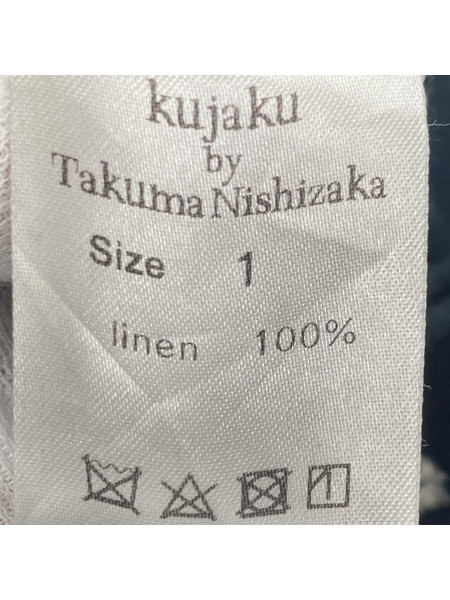 kujaku
by
Takuma Nishizaka
Size 1
linen 100%